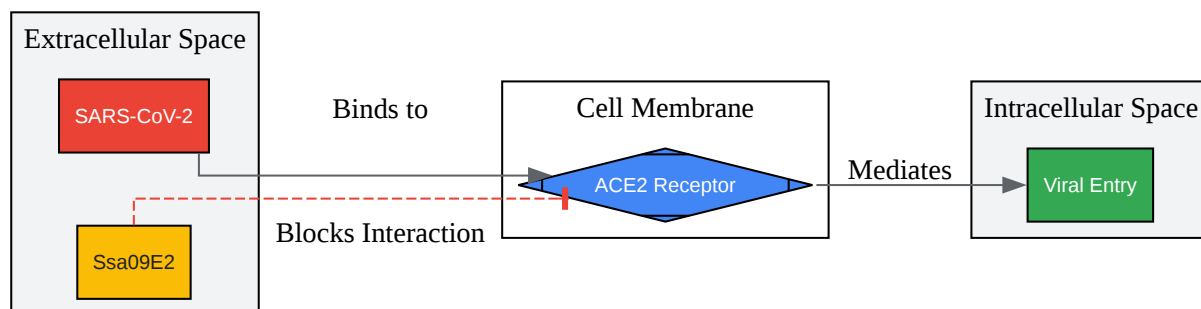 Extracellular Space
SARS-CoV-2
Ssa09E2
Binds to
Blocks Interaction
Cell Membrane
ACE2 Receptor
Mediates
Intracellular Space
Viral Entry